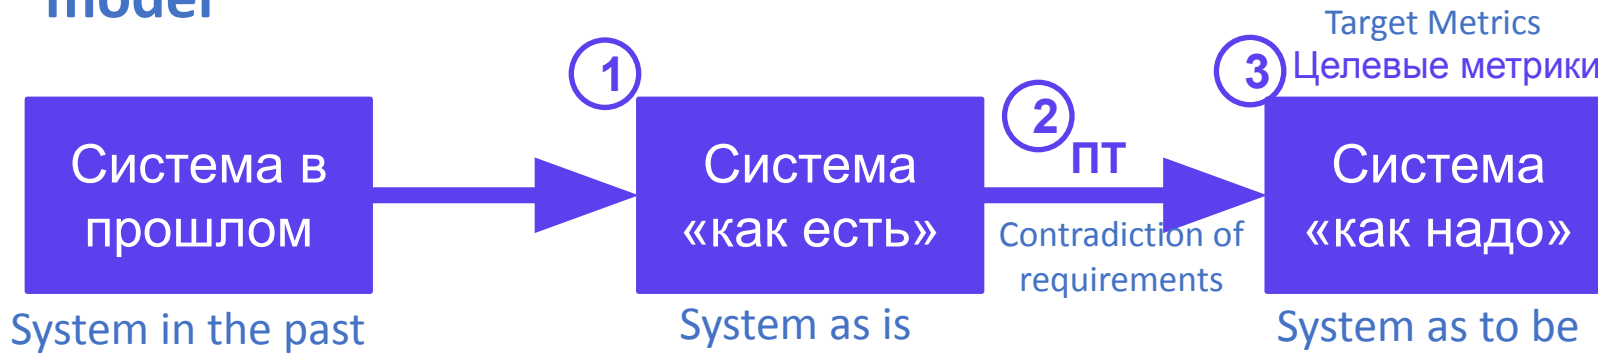 model
Target Metrics
Целевые метрики
1
2
3
ПТ
Система в
прошлом
Система
«как есть»
Система
«как надо»
Contradiction of
requirements
System in the past
System as is
System as to be